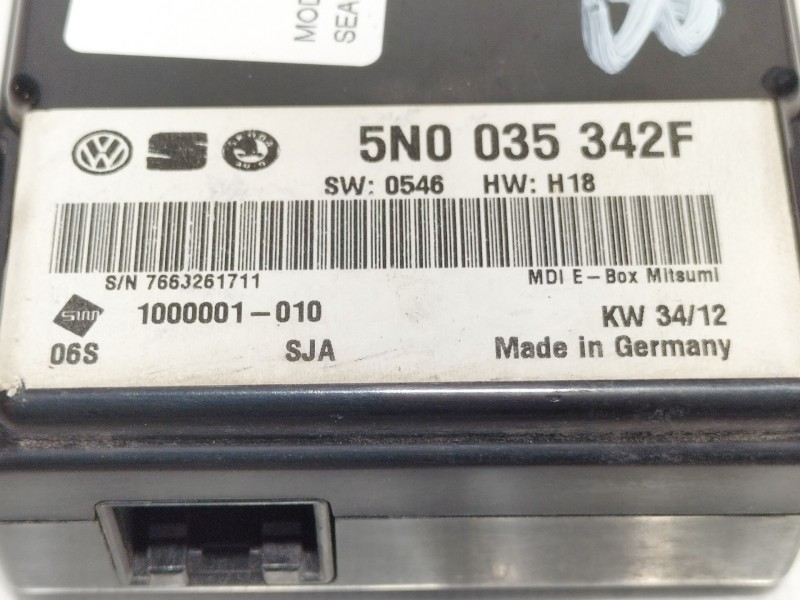 MOD
SEA
5N0 035 342F
SW: 0546 HW: H18
S/N 7663261711
MDI E-Box Mitsumi
1000001-010
KW 34/12
06S
SJA
Made in Germany